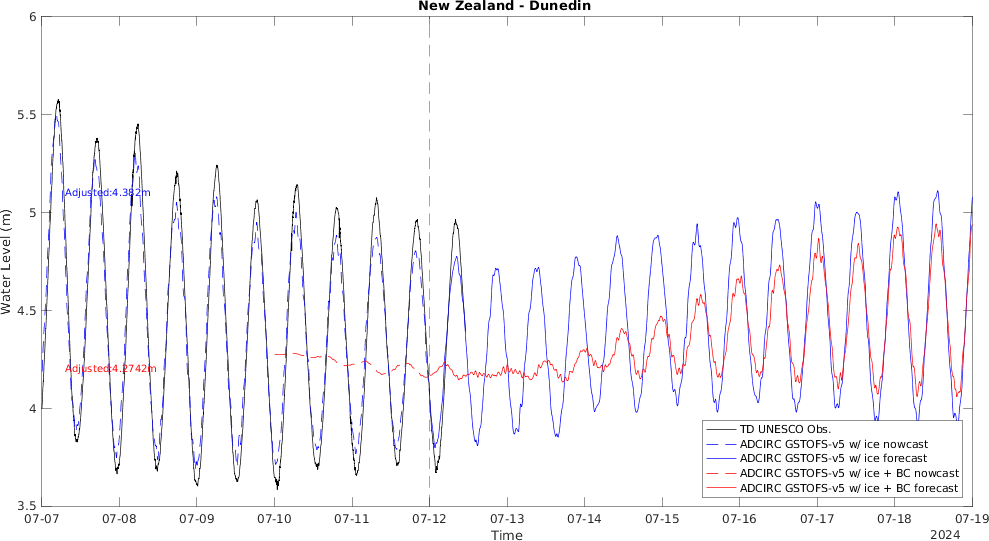 New Zealand - Dunedin
6
5.5
5
4.5
4
3.5
Water Level (m)
Adjusted:4.382m
Adjusted:4.2742m
TD UNESCO Obs.
ADCIRC GSTOFS-v5 w/ ice nowcast
ADCIRC GSTOFS-v5 w/ ice forecast
ADCIRC GSTOFS-v5 w/ ice + BC nowcast
ADCIRC GSTOFS-v5 w/ ice + BC forecast
07-07 07-08 07-09 07-10 07-11 07-12 07-13 07-14 07-15 07-16 07-17 07-18 07-19
Time
2024